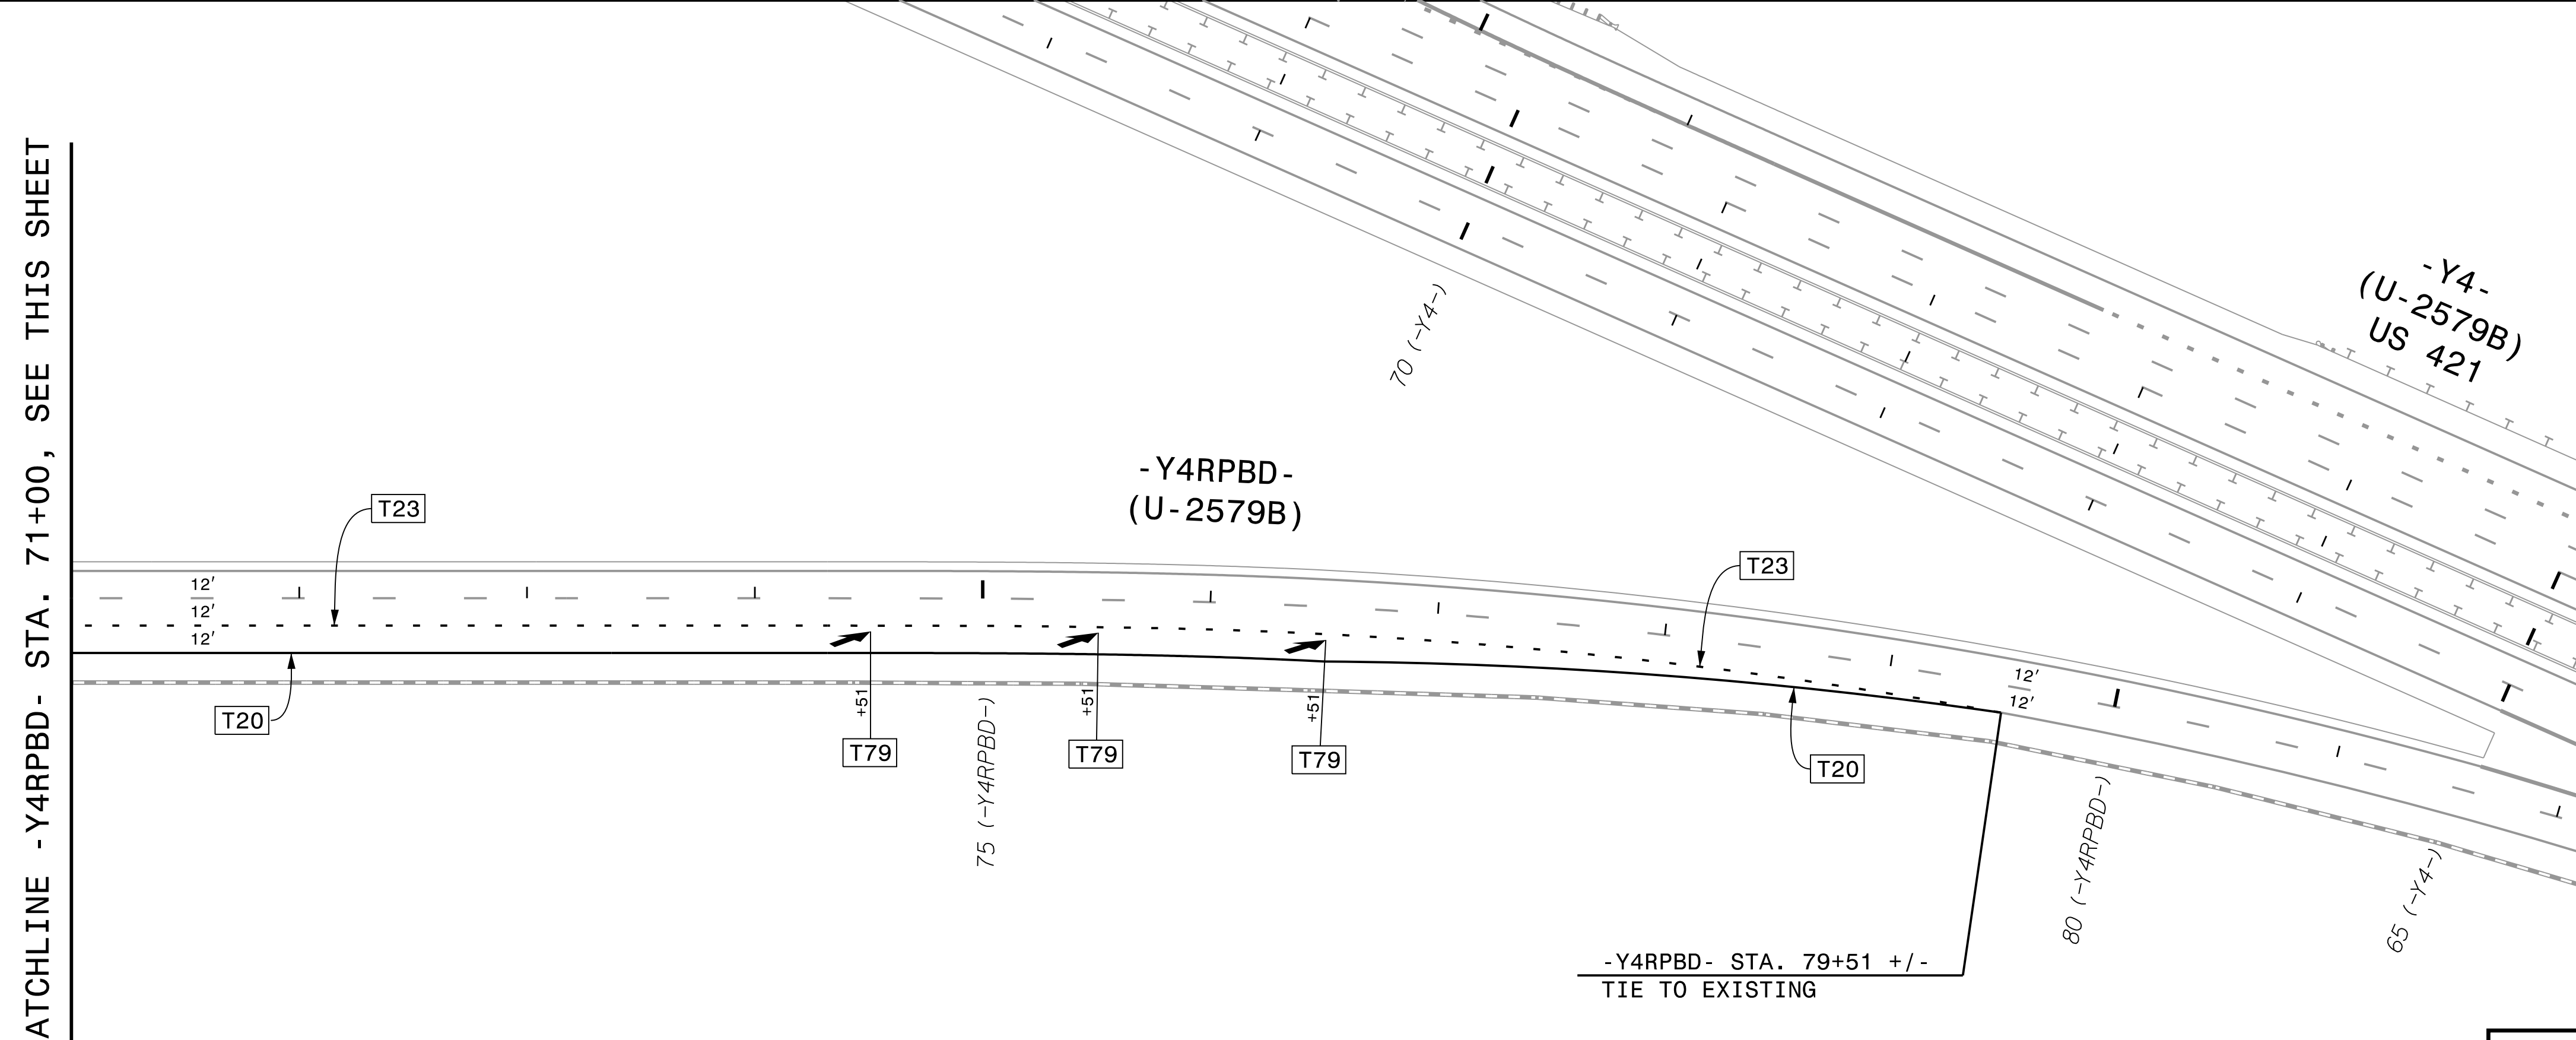 ATCHLINE -Y4RPBD- STA. 71+00, SEE THIS SHEET
-Y4-
(U-2579B)
US 421
70 (-Y4-)
-Y4RPBD-
(U-2579B)
T23
T23
12'
12'
12'
T20
+51
T79
75 (-Y4RPBD-)
+51
T79
+51
T79
T20
12'
12'
80 (-Y4RPBD-)
65 (-Y4-)
-Y4RPBD- STA. 79+51 +/-
TIE TO EXISTING